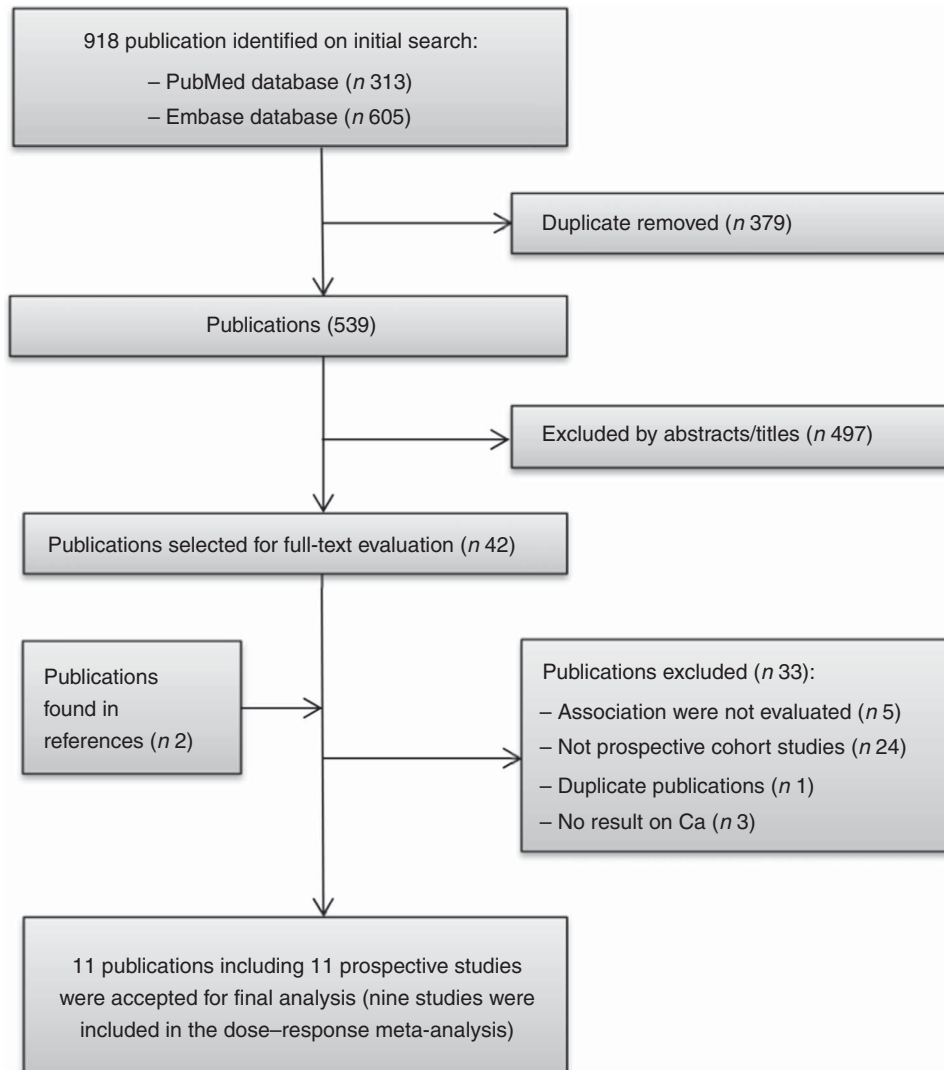 918 publication identified on initial search:
– PubMed database (n 313)
– Embase database (n 605)
Duplicate removed (n 379)
Publications (539)
Excluded by abstracts/titles (n 497)
Publications selected for full-text evaluation (n 42)
Publications
found in
references (n 2)
Publications excluded (n 33):
– Association were not evaluated (n 5)
– Not prospective cohort studies (n 24)
– Duplicate publications (n 1)
– No result on Ca (n 3)
11 publications including 11 prospective studies
were accepted for final analysis (nine studies were
included in the dose–response meta-analysis)